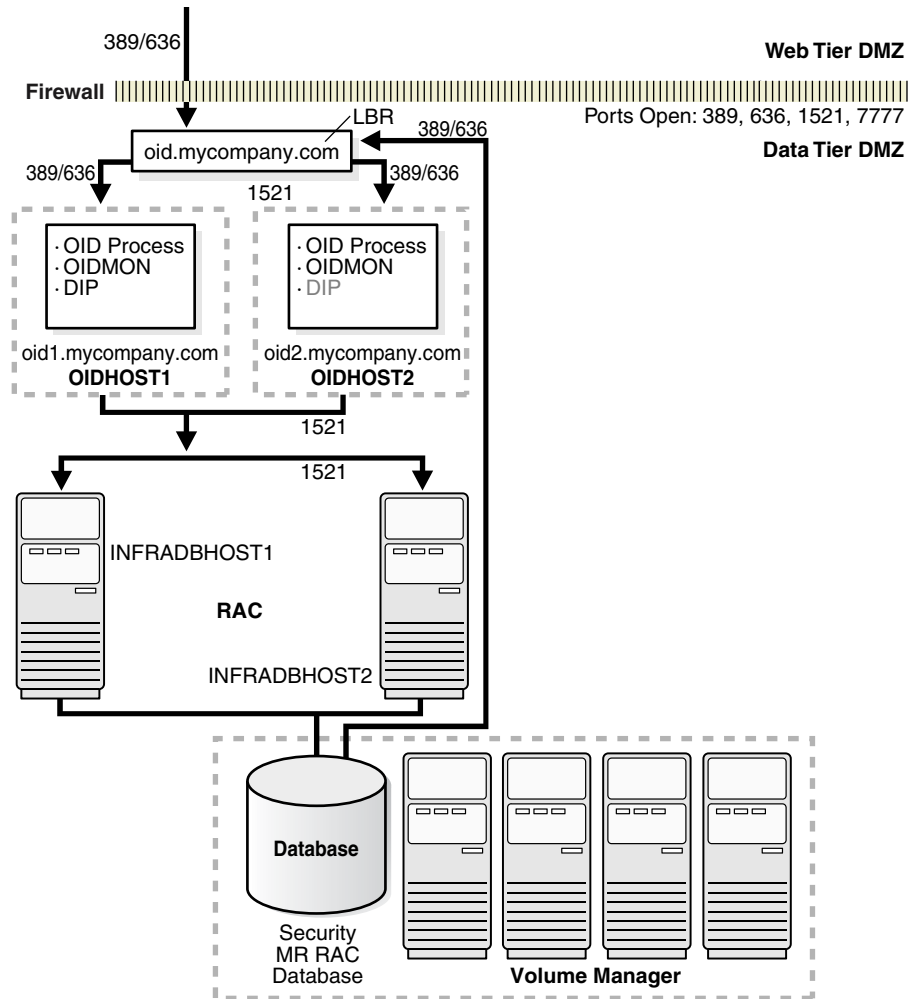 389/636
Web Tier DMZ
Firewall
Ports Open: 389, 636, 1521, 7777
LBR
389/636
Data Tier DMZ
oid.mycompany.com
389/636
389/636
1521
· OID Process
· OIDMON
· DIP
· OID Process
· OIDMON
· DIP
oid1.mycompany.com
OIDHOST1
oid2.mycompany.com
OIDHOST2
1521
1521
INFRADBHOST1
RAC
INFRADBHOST2
Database
Security
MR RAC
Database
Volume Manager